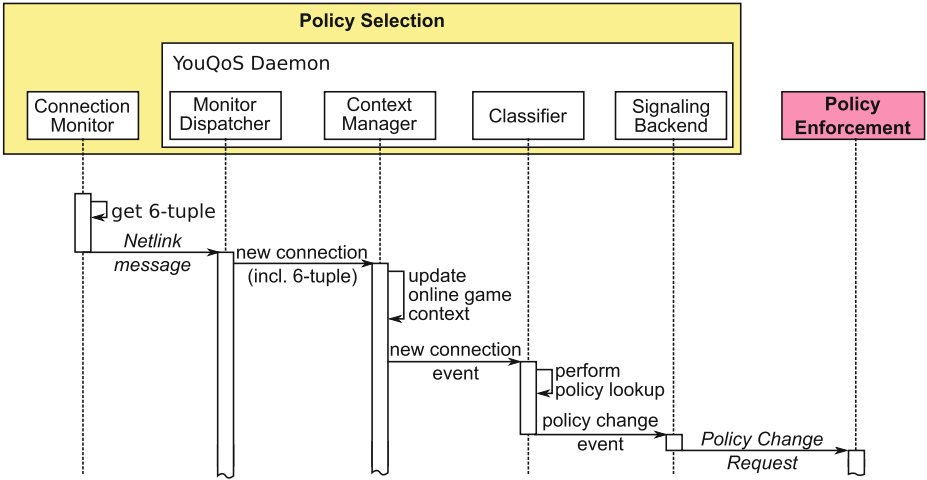 Policy Selection
YouQoS Daemon
Connection
Monitor
Monitor
Dispatcher
Context
Manager
Classifier
Signaling
Backend
Policy
Enforcement
get 6-tuple
Netlink
message
new connection
(incl. 6-tuple)
update
online game
context
new connection
event
perform
policy lookup
policy change
event
Policy Change
Request